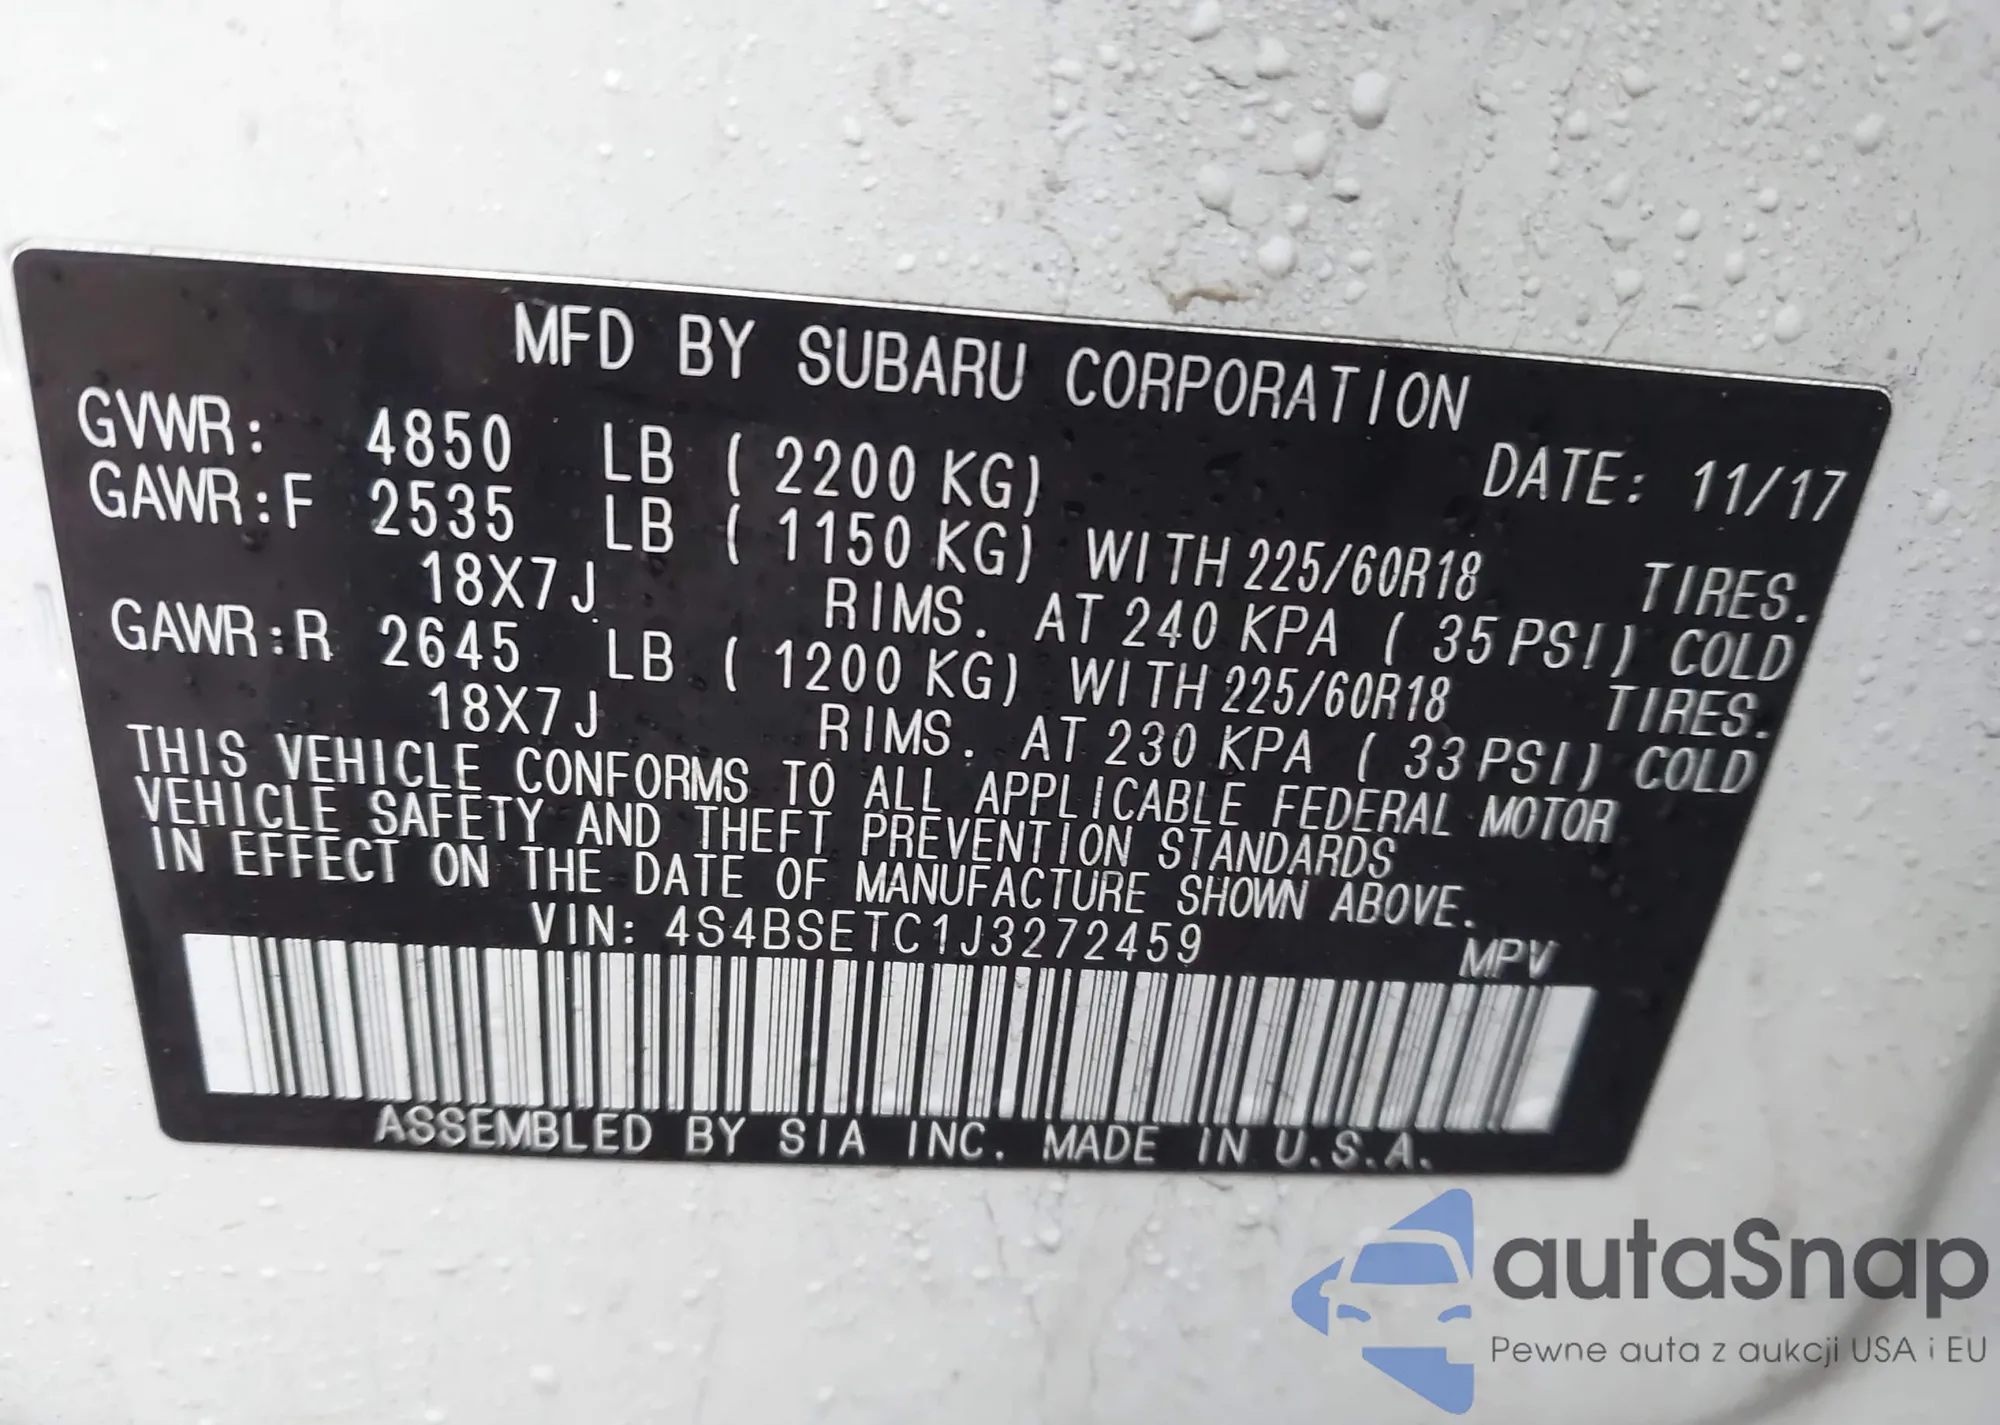 MFD BY SUBARU CORPORATION
GVWR: 4850 LB ( 2200 KG) DATE: 11/17
GAWR:F 2535 LB ( 1150 KG) WITH 225/60R18 TIRES.
18X7J RIMS. AT 240 KPA ( 35 PSI) COLD
GAWR:R 2645 LB ( 1200 KG) WITH 225/60R18 TIRES.
18X7J RIMS. AT 230 KPA ( 33 PSI) COLD
THIS VEHICLE CONFORMS TO ALL APPLICABLE FEDERAL MOTOR
VEHICLE SAFETY AND THEFT PREVENTION STANDARDS
IN EFFECT ON THE DATE OF MANUFACTURE SHOWN ABOVE.
VIN: 4S4BSETC1J3272459 MPV
ASSEMBLED BY SIA INC. MADE IN U.S.A.
autaSnap
Pewne auta z aukcji USA i EU